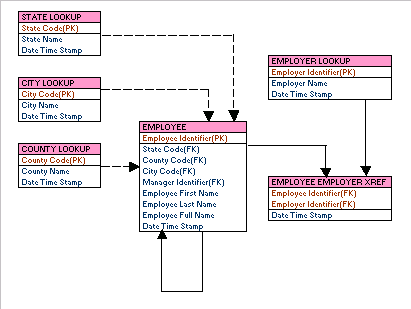 STATE LOOKUP
State Code(PK)
State Name
Date Time Stamp
CITY LOOKUP
City Code(PK)
City Name
Date Time Stamp
COUNTY LOOKUP
County Code(PK)
County Name
Date Time Stamp
EMPLOYEE
Employee Identifier(PK)
State Code(FK)
County Code(FK)
City Code(FK)
Manager Identifier(FK)
Employee First Name
Employee Last Name
Employee Full Name
Date Time Stamp
EMPLOYER LOOKUP
Employer Identifier(PK)
Employer Name
Date Time Stamp
EMPLOYEE EMPLOYER XREF
Employee Identifier(FK)
Employer Identifier(FK)
Date Time Stamp